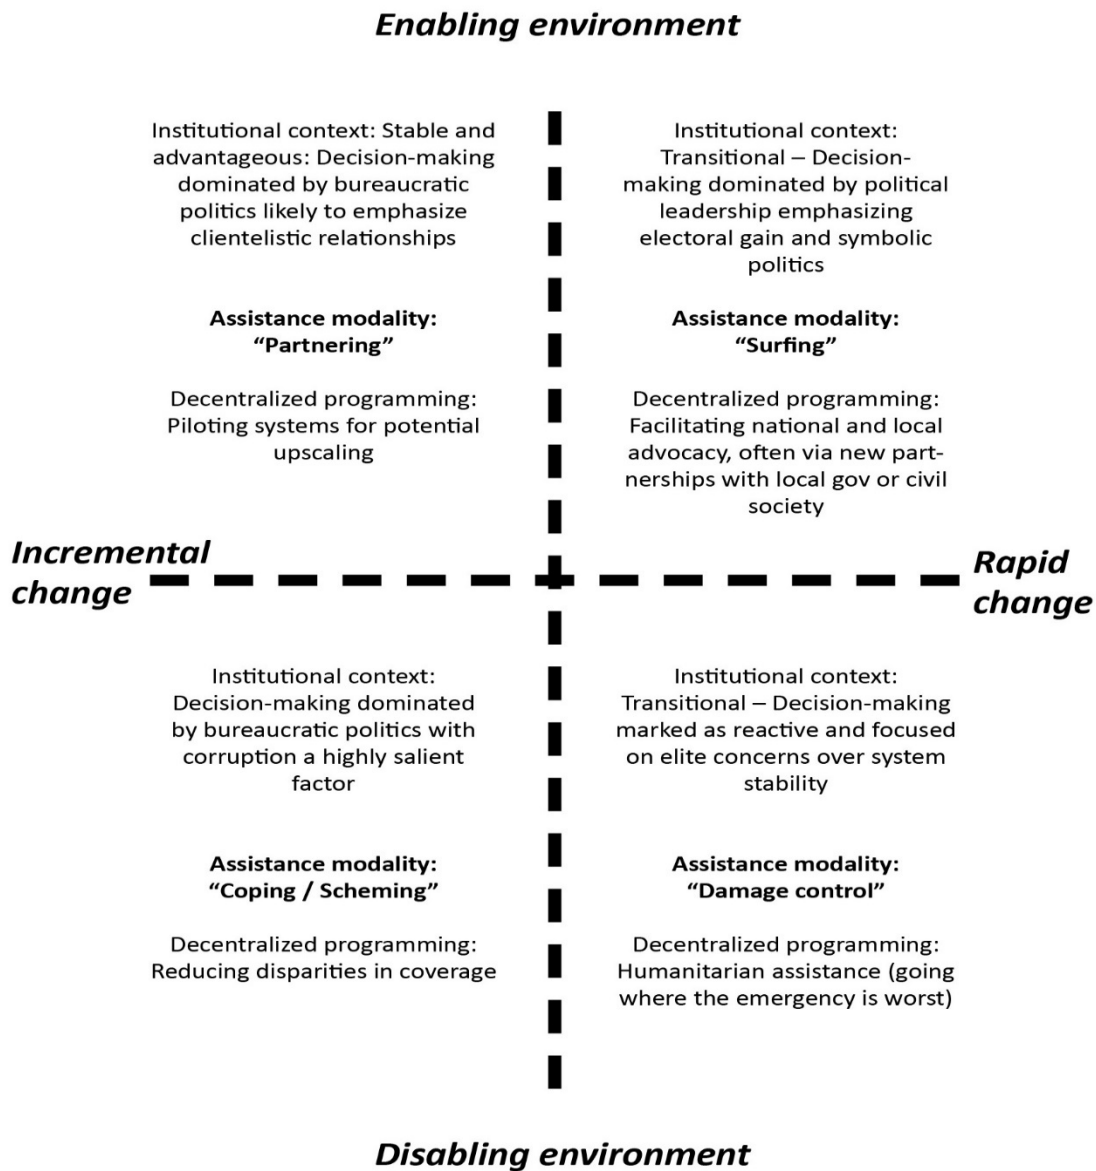 Enabling environment
Institutional context: Stable and
advantageous: Decision-making
dominated by bureaucratic
politics likely to emphasize
clientelistic relationships
Assistance modality:
“Partnering”
Decentralized programming:
Piloting systems for potential
upscaling
Institutional context:
Transitional – Decision-
making dominated by political
leadership emphasizing
electoral gain and symbolic
politics
Assistance modality:
“Surfing”
Decentralized programming:
Facilitating national and local
advocacy, often via new part-
nerships with local gov or civil
society
Incremental
change
Rapid
change
Institutional context:
Decision-making dominated
by bureaucratic politics with
corruption a highly salient
factor
Assistance modality:
“Coping / Scheming”
Decentralized programming:
Reducing disparities in coverage
Institutional context:
Transitional – Decision-making
marked as reactive and focused
on elite concerns over system
stability
Assistance modality:
“Damage control”
Decentralized programming:
Humanitarian assistance (going
where the emergency is worst)
Disabling environment